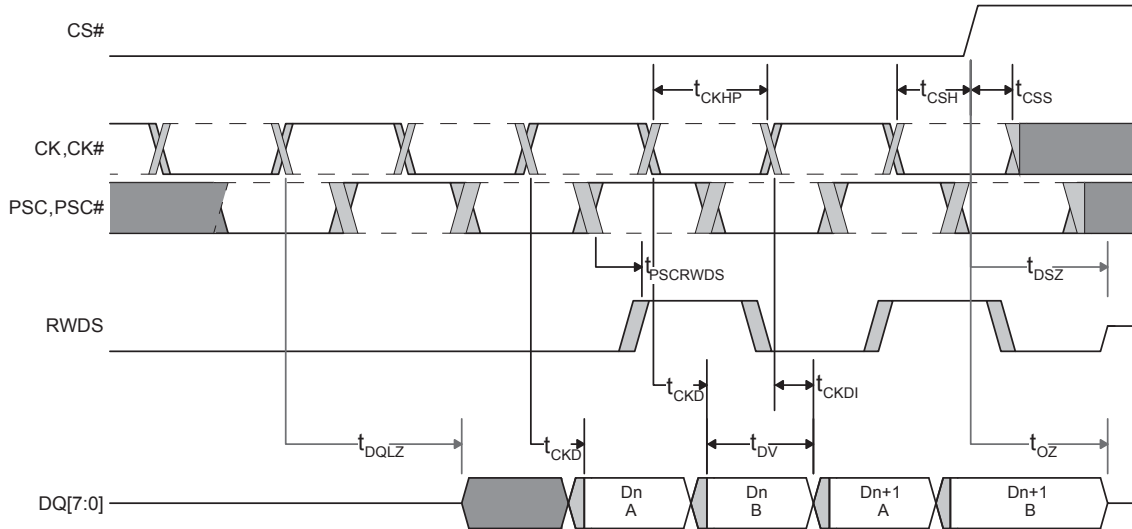 CS#
tCKHP
tCSH
tCSS
CK,CK#
PSC,PSC#
tPSCRWDS
tDSZ
RWDS
tCKD
tCKDI
tDQLZ
tCKD
tDV
tOZ
DQ[7:0]
Dn
A
Dn
B
Dn+1
A
Dn+1
B